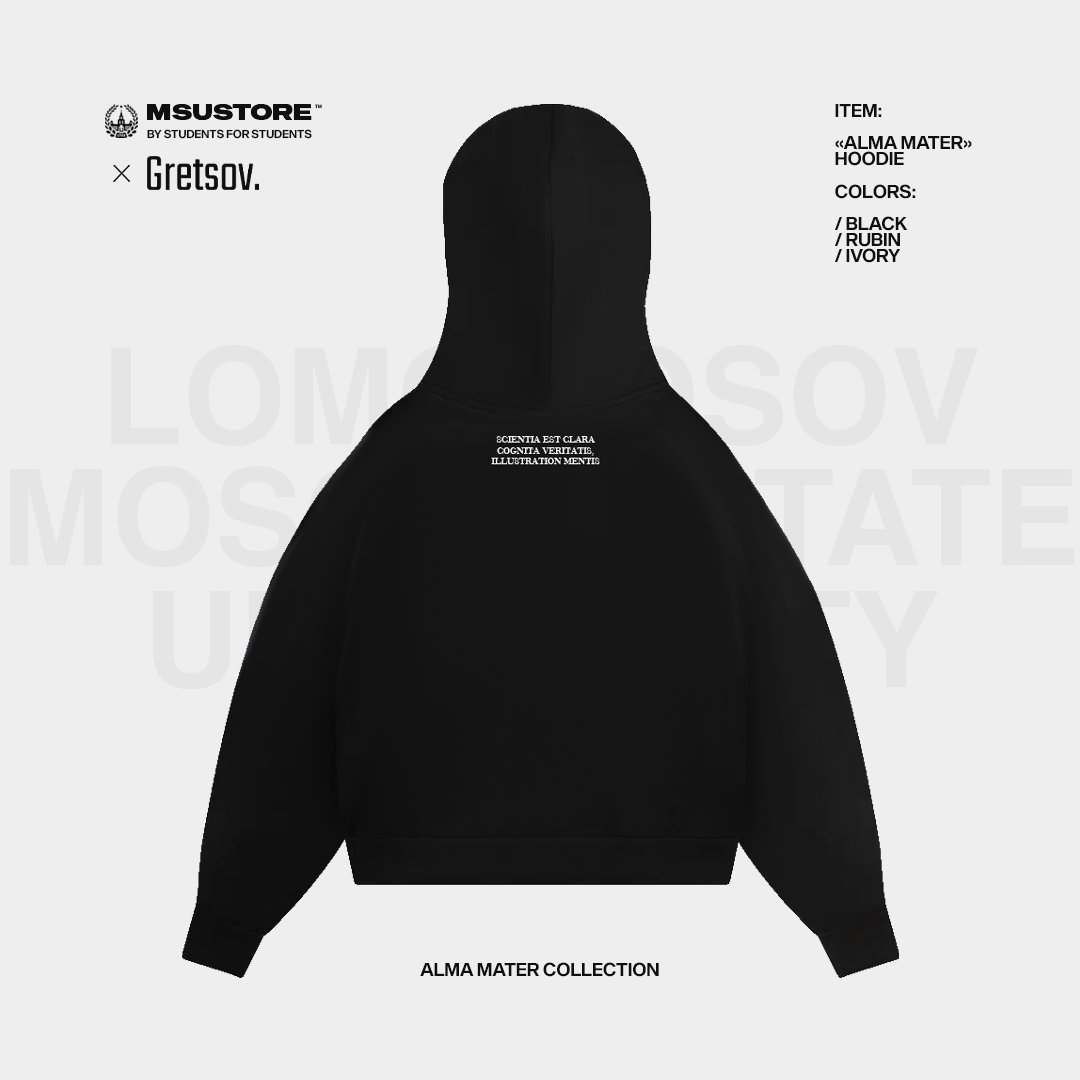 MSUSTORE™
BY STUDENTS FOR STUDENTS
× Gretsov.
ITEM:
«ALMA MATER»
HOODIE
COLORS:
/ BLACK
/ RUBIN
/ IVORY
SCIENTIA EST CLARA
COGNITA VERITATIS,
ILLUSTRATION MENTIS
ALMA MATER COLLECTION